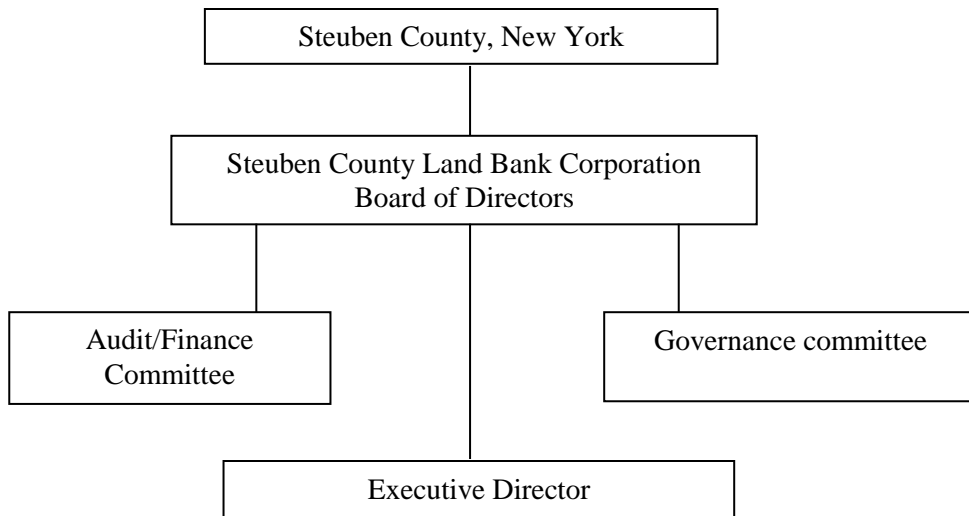 Steuben County, New York
Steuben County Land Bank Corporation
Board of Directors
Audit/Finance
Committee
Governance committee
Executive Director